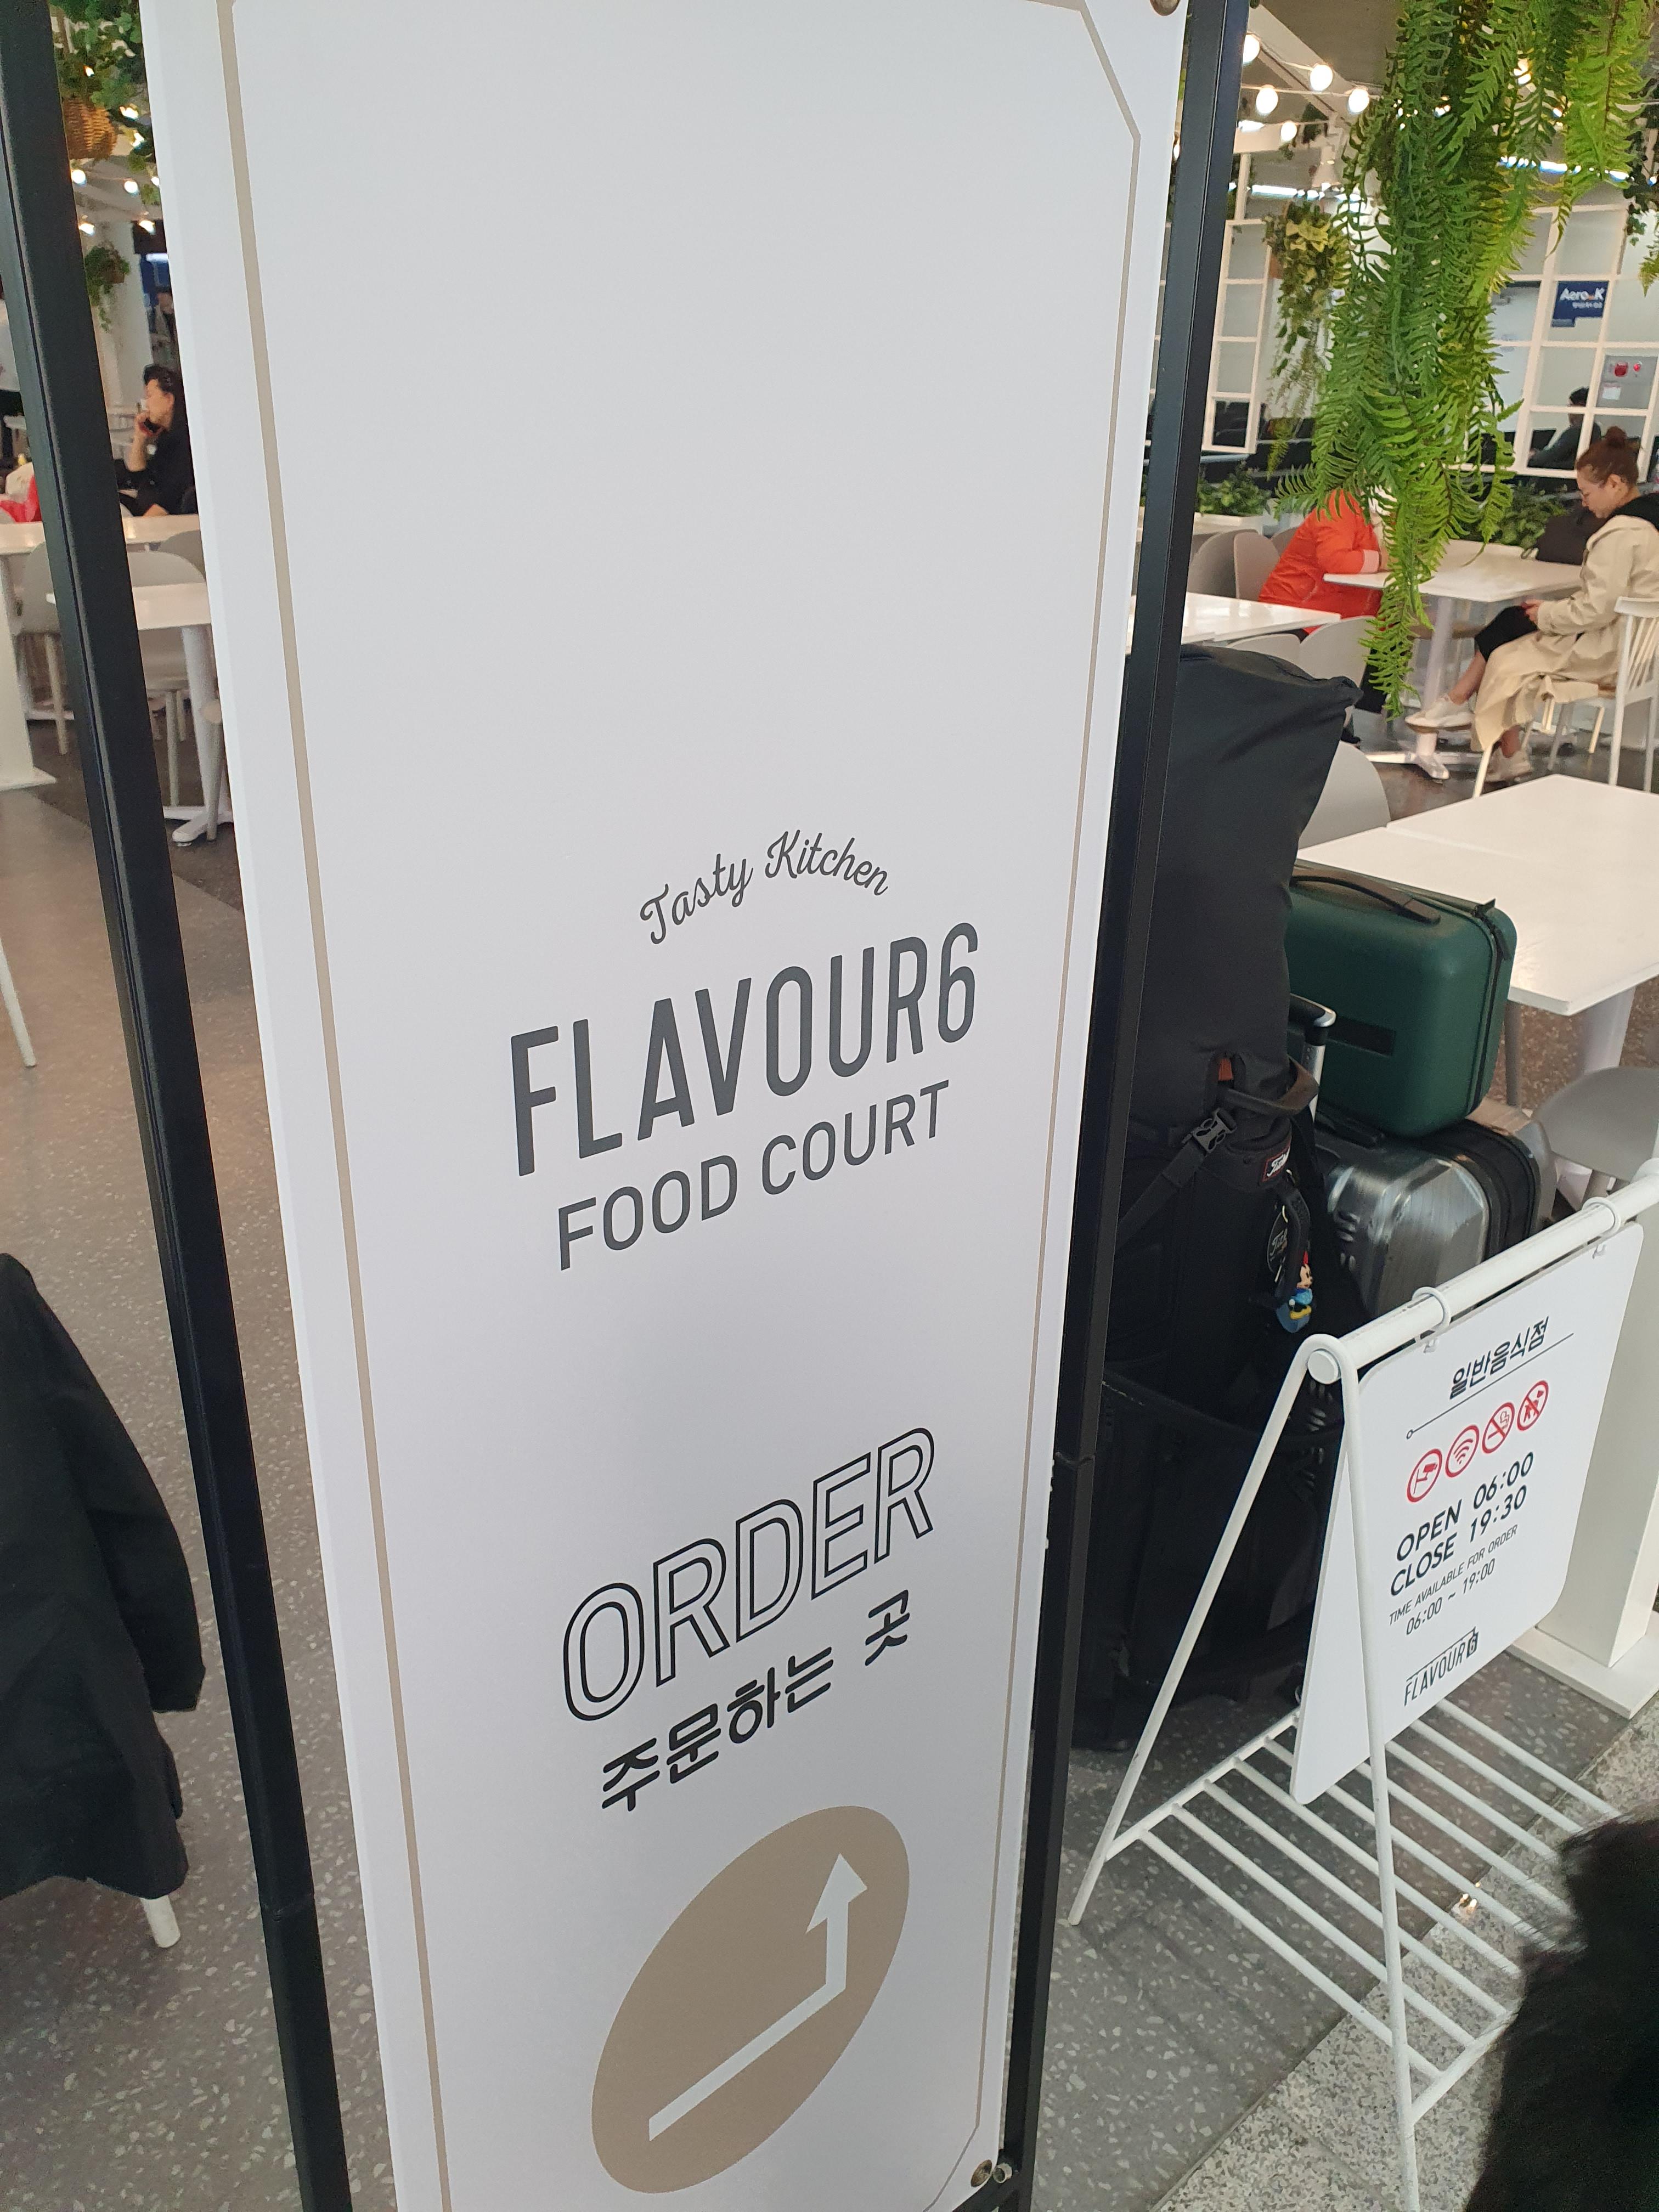 Tasty Kitchen
FLAVOUR6
FOOD COURT
ORDER
주문하는 곳
일반음식점
OPEN 06:00
CLOSE 19:30
TIME AVAILABLE FOR ORDER
06:00 ~ 19:00
FLAVOUR6
Aero K